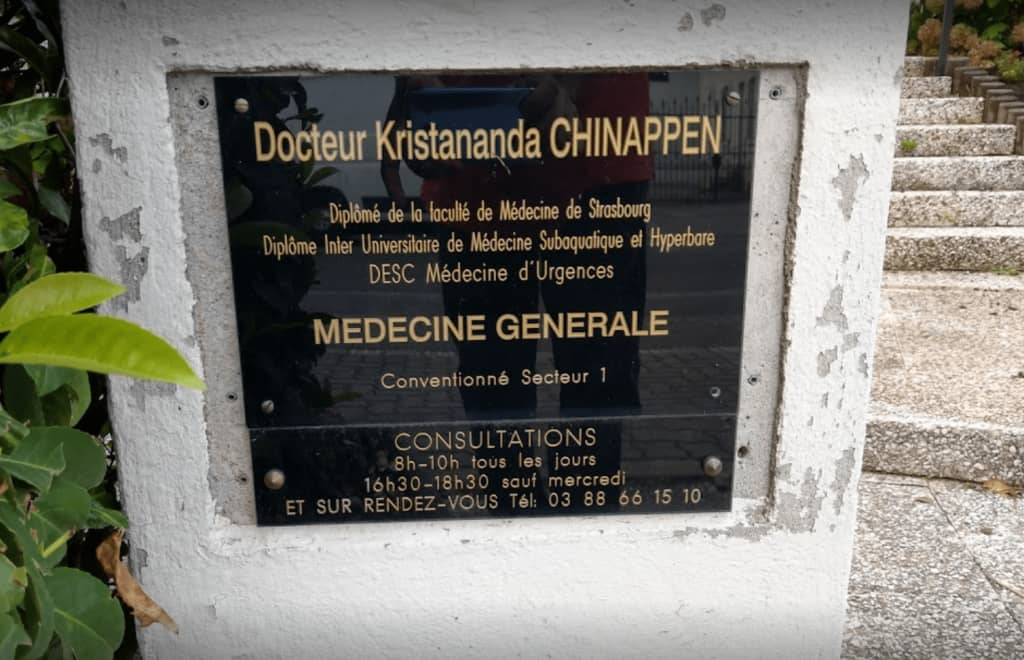 Docteur Kristananda CHINAPPEN
Diplômé de la faculté de Médecine de Strasbourg
Diplôme Inter Universitaire de Médecine Subaquatique et Hyperbare
DESC Médecine d'Urgences
MEDECINE GENERALE
Conventionné Secteur 1
CONSULTATIONS
8h-10h tous les jours
16h30-18h30 sauf mercredi
ET SUR RENDEZ-VOUS Tél: 03 88 66 15 10